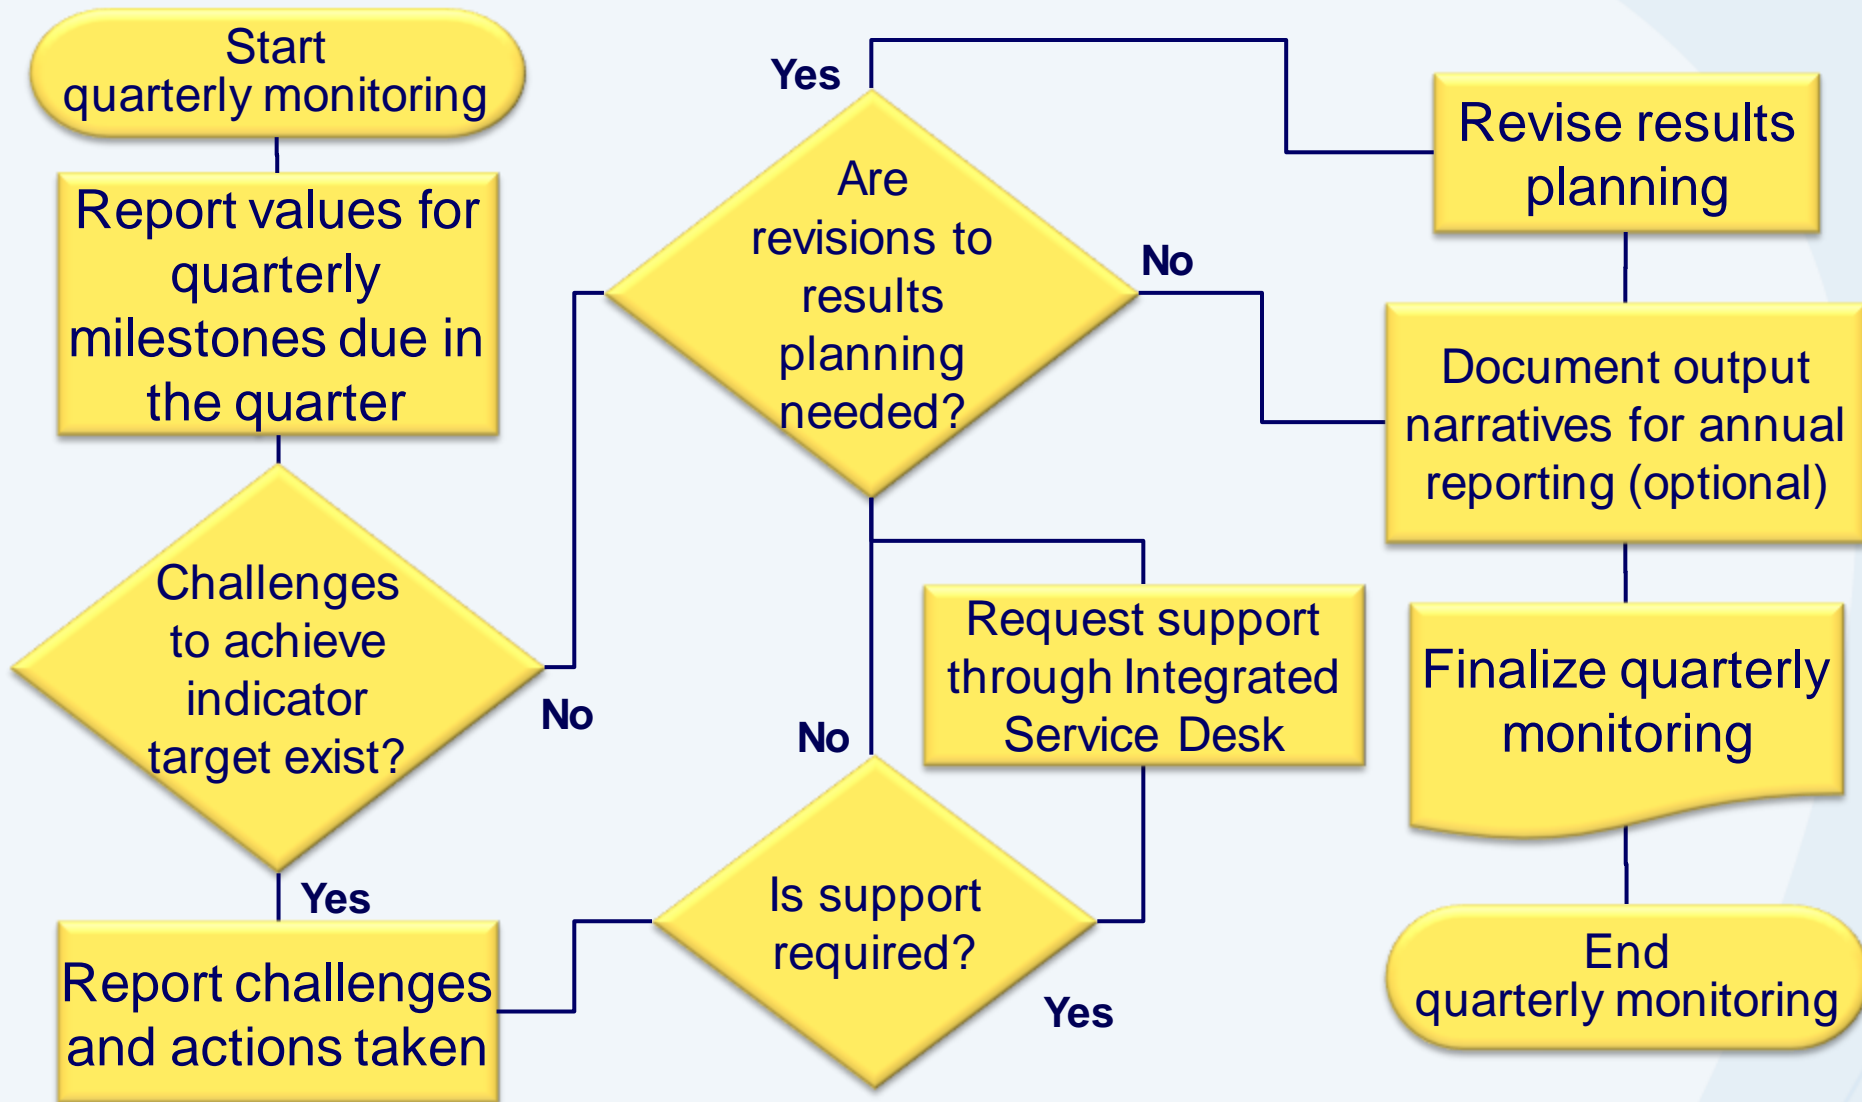 Start
quarterly monitoring
Report values for
quarterly
milestones due in
the quarter
Challenges
to achieve
indicator
target exist?
No
Yes
Report challenges
and actions taken
Yes
Are
revisions to
results
planning
needed?
No
No
Request support
through Integrated
Service Desk
Is support
required?
Yes
Revise results
planning
Document output
narratives for annual
reporting (optional)
Finalize quarterly
monitoring
End
quarterly monitoring